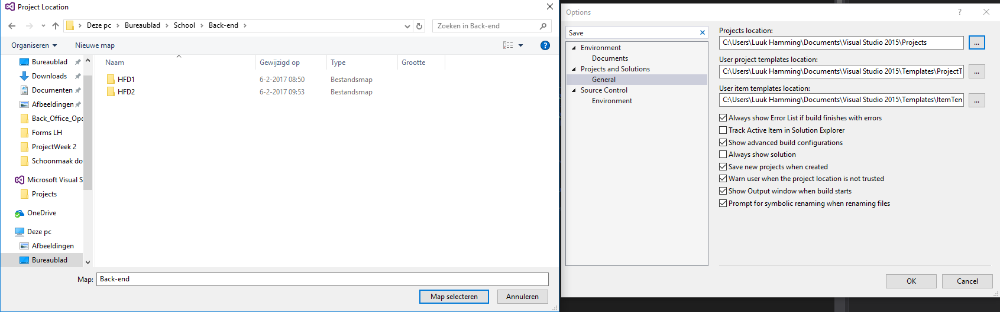 Project Location
Deze pc > Bureaublad > School > Back-end >
Zoeken in Back-end
Organiseren
Nieuwe map
?
Bureaublad
Downloads
Documenten
Afbeeldingen
Back_Office_Opd
Forms LH
ProjectWeek 2
Schoonmaak do
Microsoft Visual S
Projects
OneDrive
Deze pc
Afbeeldingen
Bureaublad
Naam Gewijzigd op Type Grootte
HFD1 6-2-2017 08:50 Bestandsmap
HFD2 6-2-2017 09:53 Bestandsmap
Map: Back-end
Map selecteren
Annuleren
Options
?
Save
Environment
Documents
Projects and Solutions
General
Source Control
Environment
Projects location:
C:\Users\Luuk Hamming\Documents\Visual Studio 2015\Projects
...
User project templates location:
C:\Users\Luuk Hamming\Documents\Visual Studio 2015\Templates\ProjectT
...
User item templates location:
C:\Users\Luuk Hamming\Documents\Visual Studio 2015\Templates\ItemTem
...
Always show Error List if build finishes with errors
Track Active Item in Solution Explorer
Show advanced build configurations
Always show solution
Save new projects when created
Warn user when the project location is not trusted
Show Output window when build starts
Prompt for symbolic renaming when renaming files
OK
Cancel